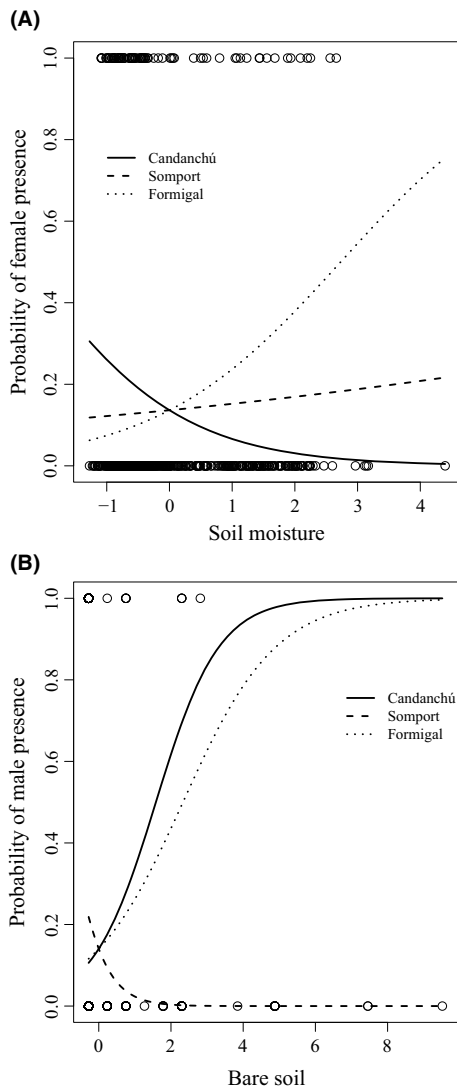 (A)
Probability of female presence
1.0
0.8
0.6
0.4
0.2
0.0
Candanchú
Somport
Formigal
−1 0 1 2 3 4
Soil moisture
(B)
Probability of male presence
1.0
0.8
0.6
0.4
0.2
0.0
Candanchú
Somport
Formigal
0 2 4 6 8
Bare soil